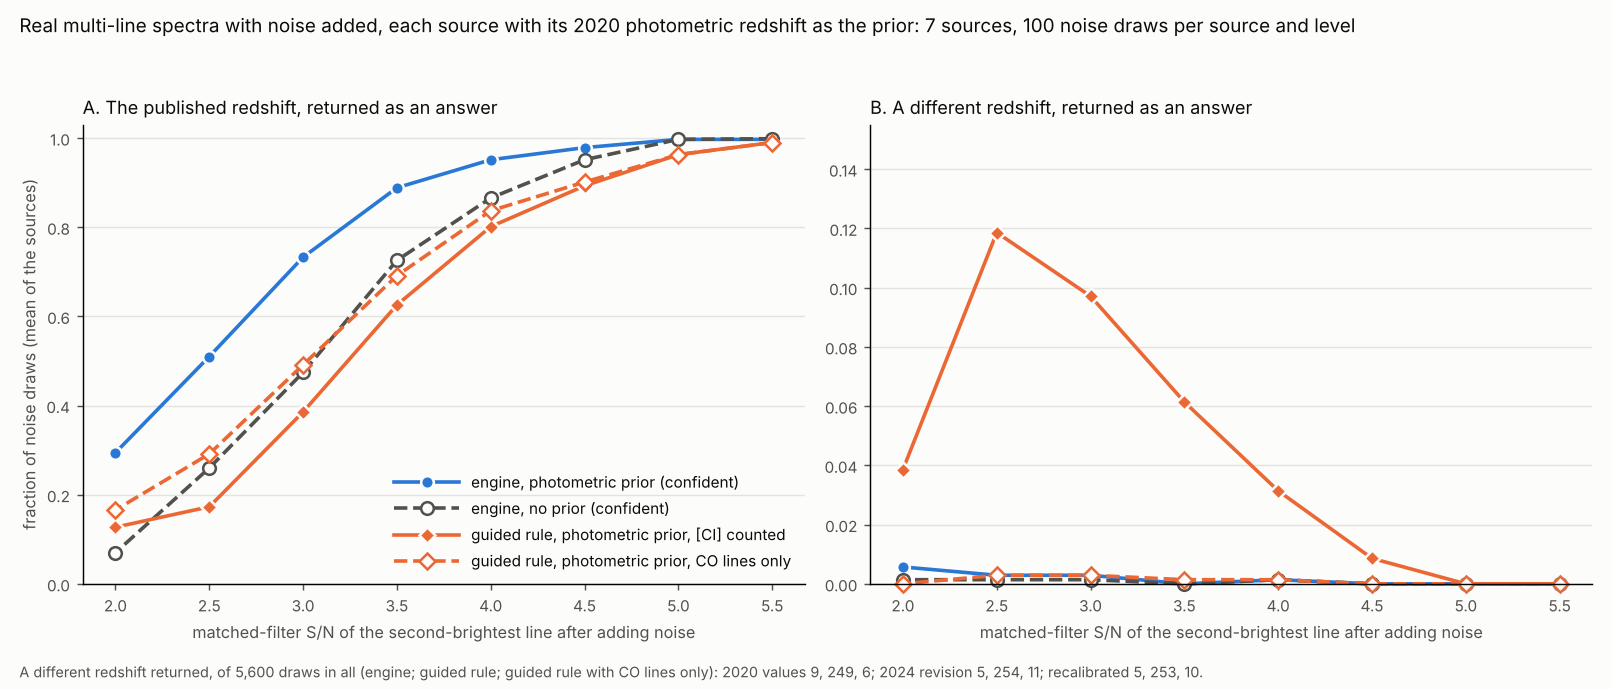 Real multi-line spectra with noise added, each source with its 2020 photometric redshift as the prior: 7 sources, 100 noise draws per source and level
A. The published redshift, returned as an answer
fraction of noise draws (mean of the sources)
1.0
0.8
0.6
0.4
0.2
0.0
engine, photometric prior (confident)
engine, no prior (confident)
guided rule, photometric prior, [CI] counted
guided rule, photometric prior, CO lines only
2.0 2.5 3.0 3.5 4.0 4.5 5.0 5.5
matched-filter S/N of the second-brightest line after adding noise
B. A different redshift, returned as an answer
0.14
0.12
0.10
0.08
0.06
0.04
0.02
0.00
2.0 2.5 3.0 3.5 4.0 4.5 5.0 5.5
matched-filter S/N of the second-brightest line after adding noise
A different redshift returned, of 5,600 draws in all (engine; guided rule; guided rule with CO lines only): 2020 values 9, 249, 6; 2024 revision 5, 254, 11; recalibrated 5, 253, 10.